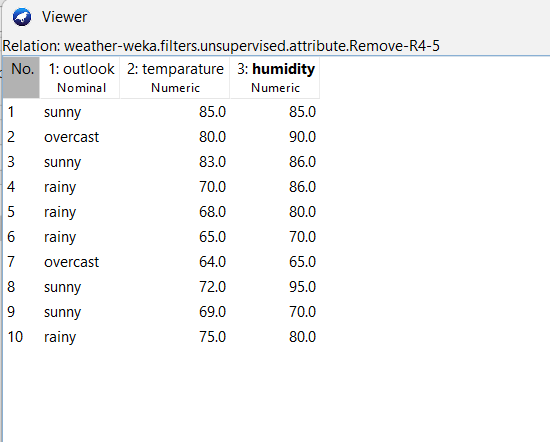 Viewer
Relation: weather-weka.filters.unsupervised.attribute.Remove-R4-5
No. 1: outlook 2: temparature 3: humidity
Nominal Numeric Numeric
1 sunny 85.0 85.0
2 overcast 80.0 90.0
3 sunny 83.0 86.0
4 rainy 70.0 86.0
5 rainy 68.0 80.0
6 rainy 65.0 70.0
7 overcast 64.0 65.0
8 sunny 72.0 95.0
9 sunny 69.0 70.0
10 rainy 75.0 80.0